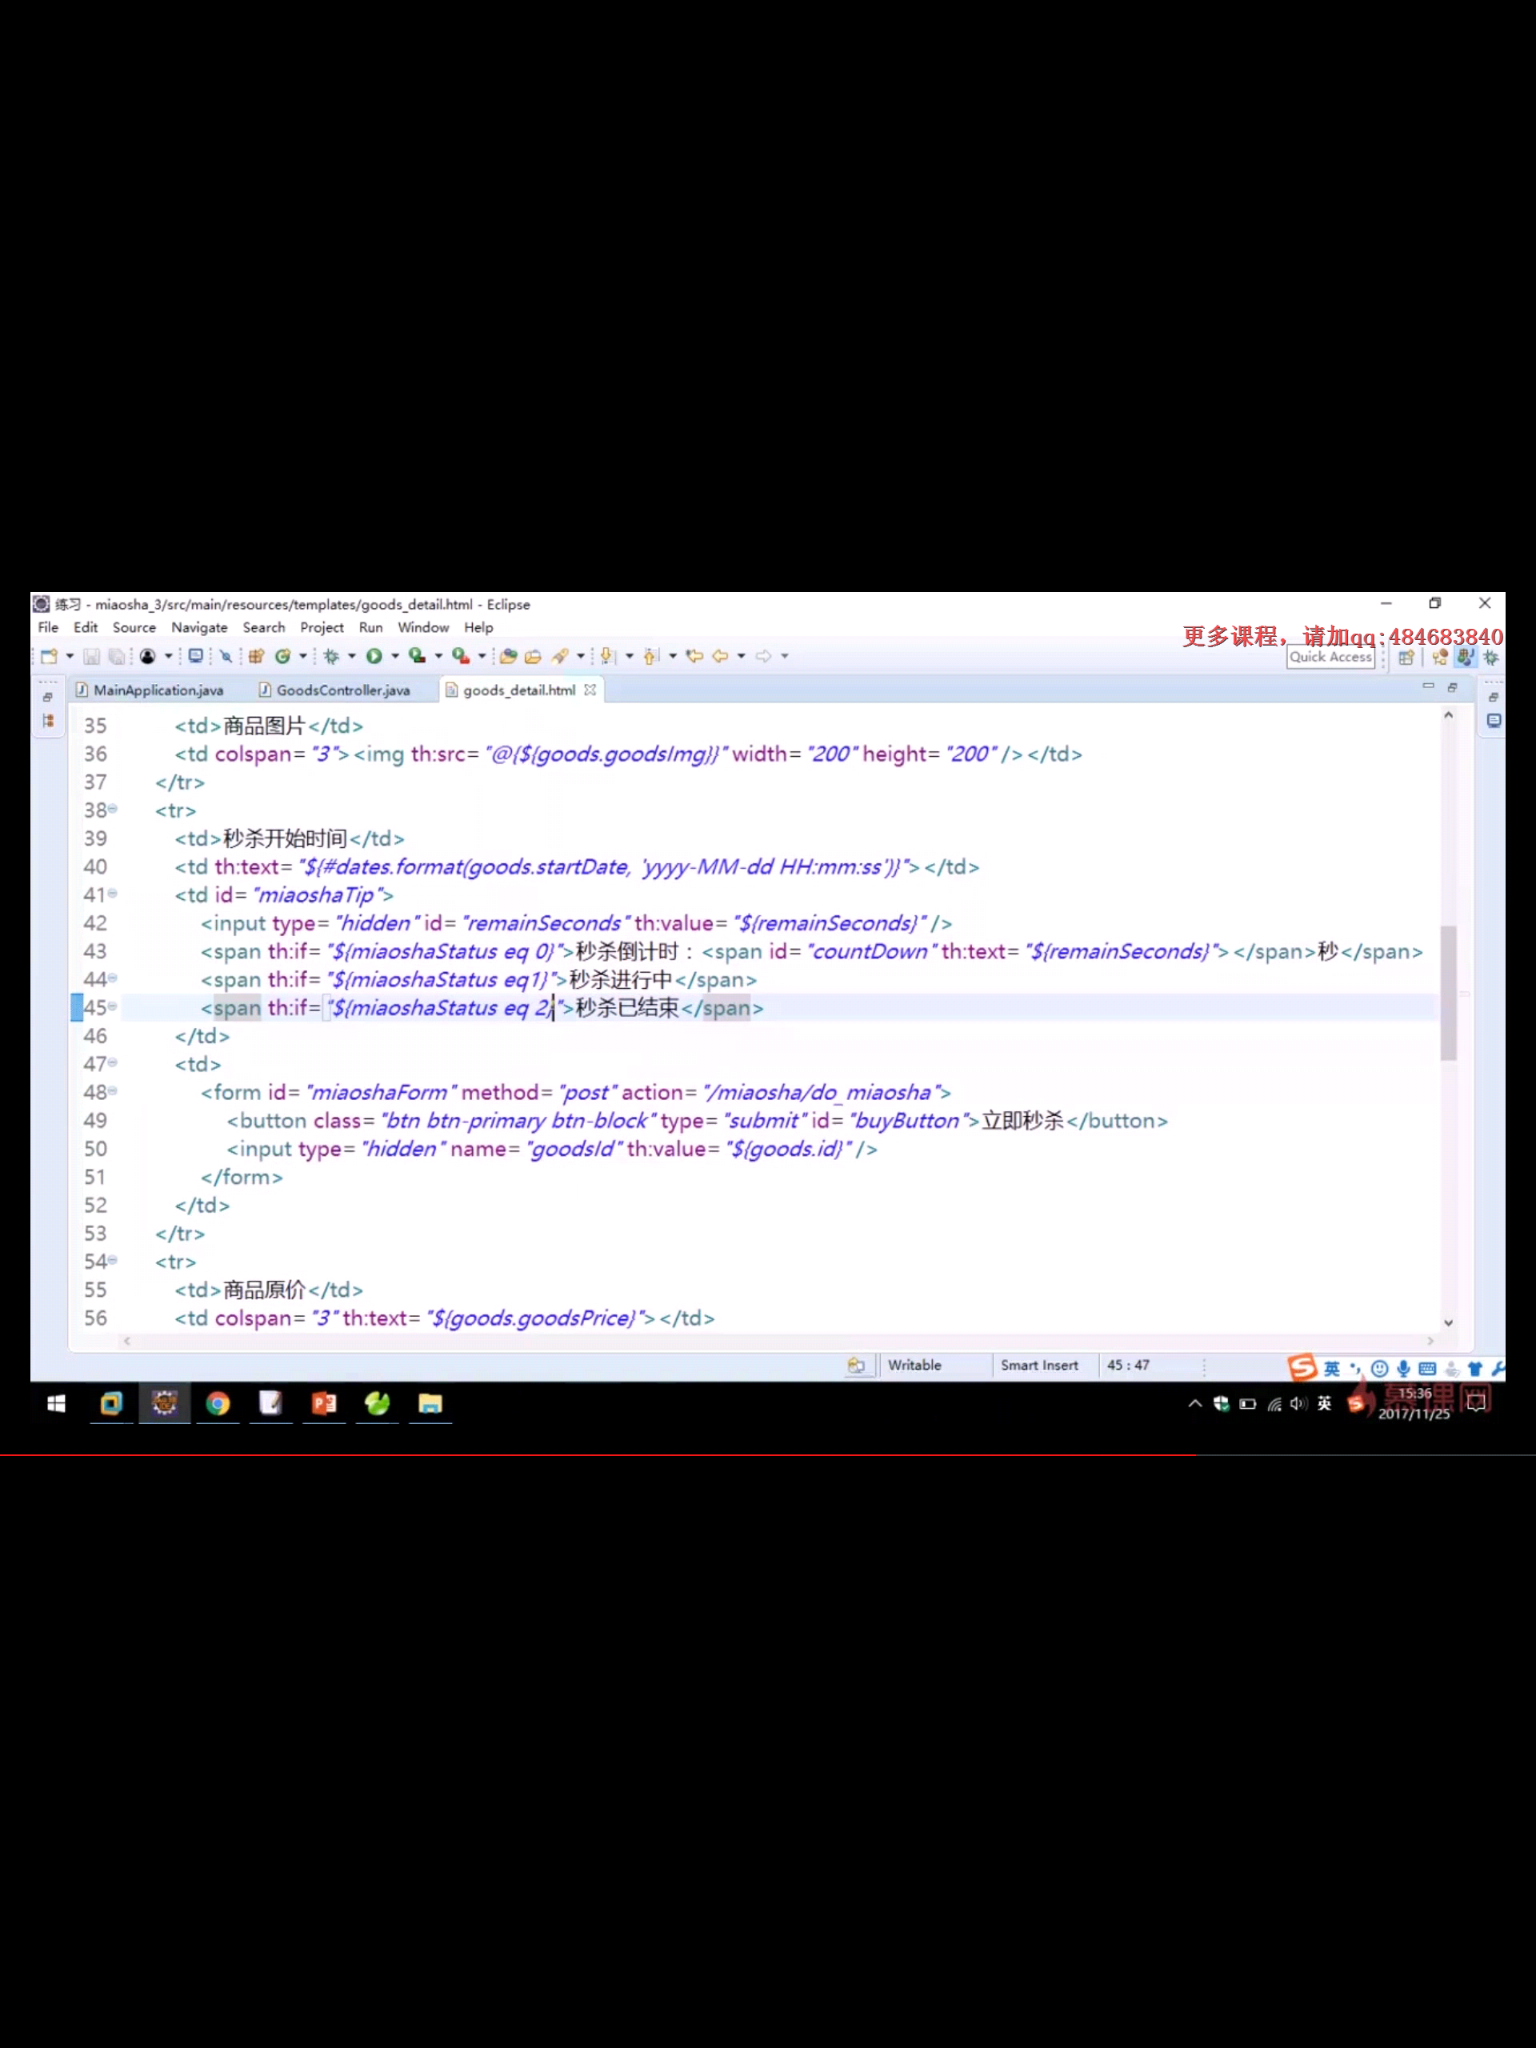 练习 - miaosha_3/src/main/resources/templates/goods_detail.html - Eclipse
File Edit Source Navigate Search Project Run Window Help
更多课程，请加qq:484683840
Quick Access
MainApplication.java GoodsController.java goods_detail.html
35 <td>商品图片</td>
36 <td colspan="3"><img th:src="@{${goods.goodsImg}}" width="200" height="200" /></td>
37 </tr>
38 <tr>
39 <td>秒杀开始时间</td>
40 <td th:text="${#dates.format(goods.startDate, 'yyyy-MM-dd HH:mm:ss')}"></td>
41 <td id="miaoshaTip">
42 <input type="hidden" id="remainSeconds" th:value="${remainSeconds}" />
43 <span th:if="${miaoshaStatus eq 0}">秒杀倒计时：<span id="countDown" th:text="${remainSeconds}"></span>秒</span>
44 <span th:if="${miaoshaStatus eq1}">秒杀进行中</span>
45 <span th:if="${miaoshaStatus eq 2}">秒杀已结束</span>
46 </td>
47 <td>
48 <form id="miaoshaForm" method="post" action="/miaosha/do_miaosha">
49 <button class="btn btn-primary btn-block" type="submit" id="buyButton">立即秒杀</button>
50 <input type="hidden" name="goodsId" th:value="${goods.id}" />
51 </form>
52 </td>
53 </tr>
54 <tr>
55 <td>商品原价</td>
56 <td colspan="3" th:text="${goods.goodsPrice}"></td>
Writable Smart Insert 45 : 47
英
英
慕课网
15:36
2017/11/25